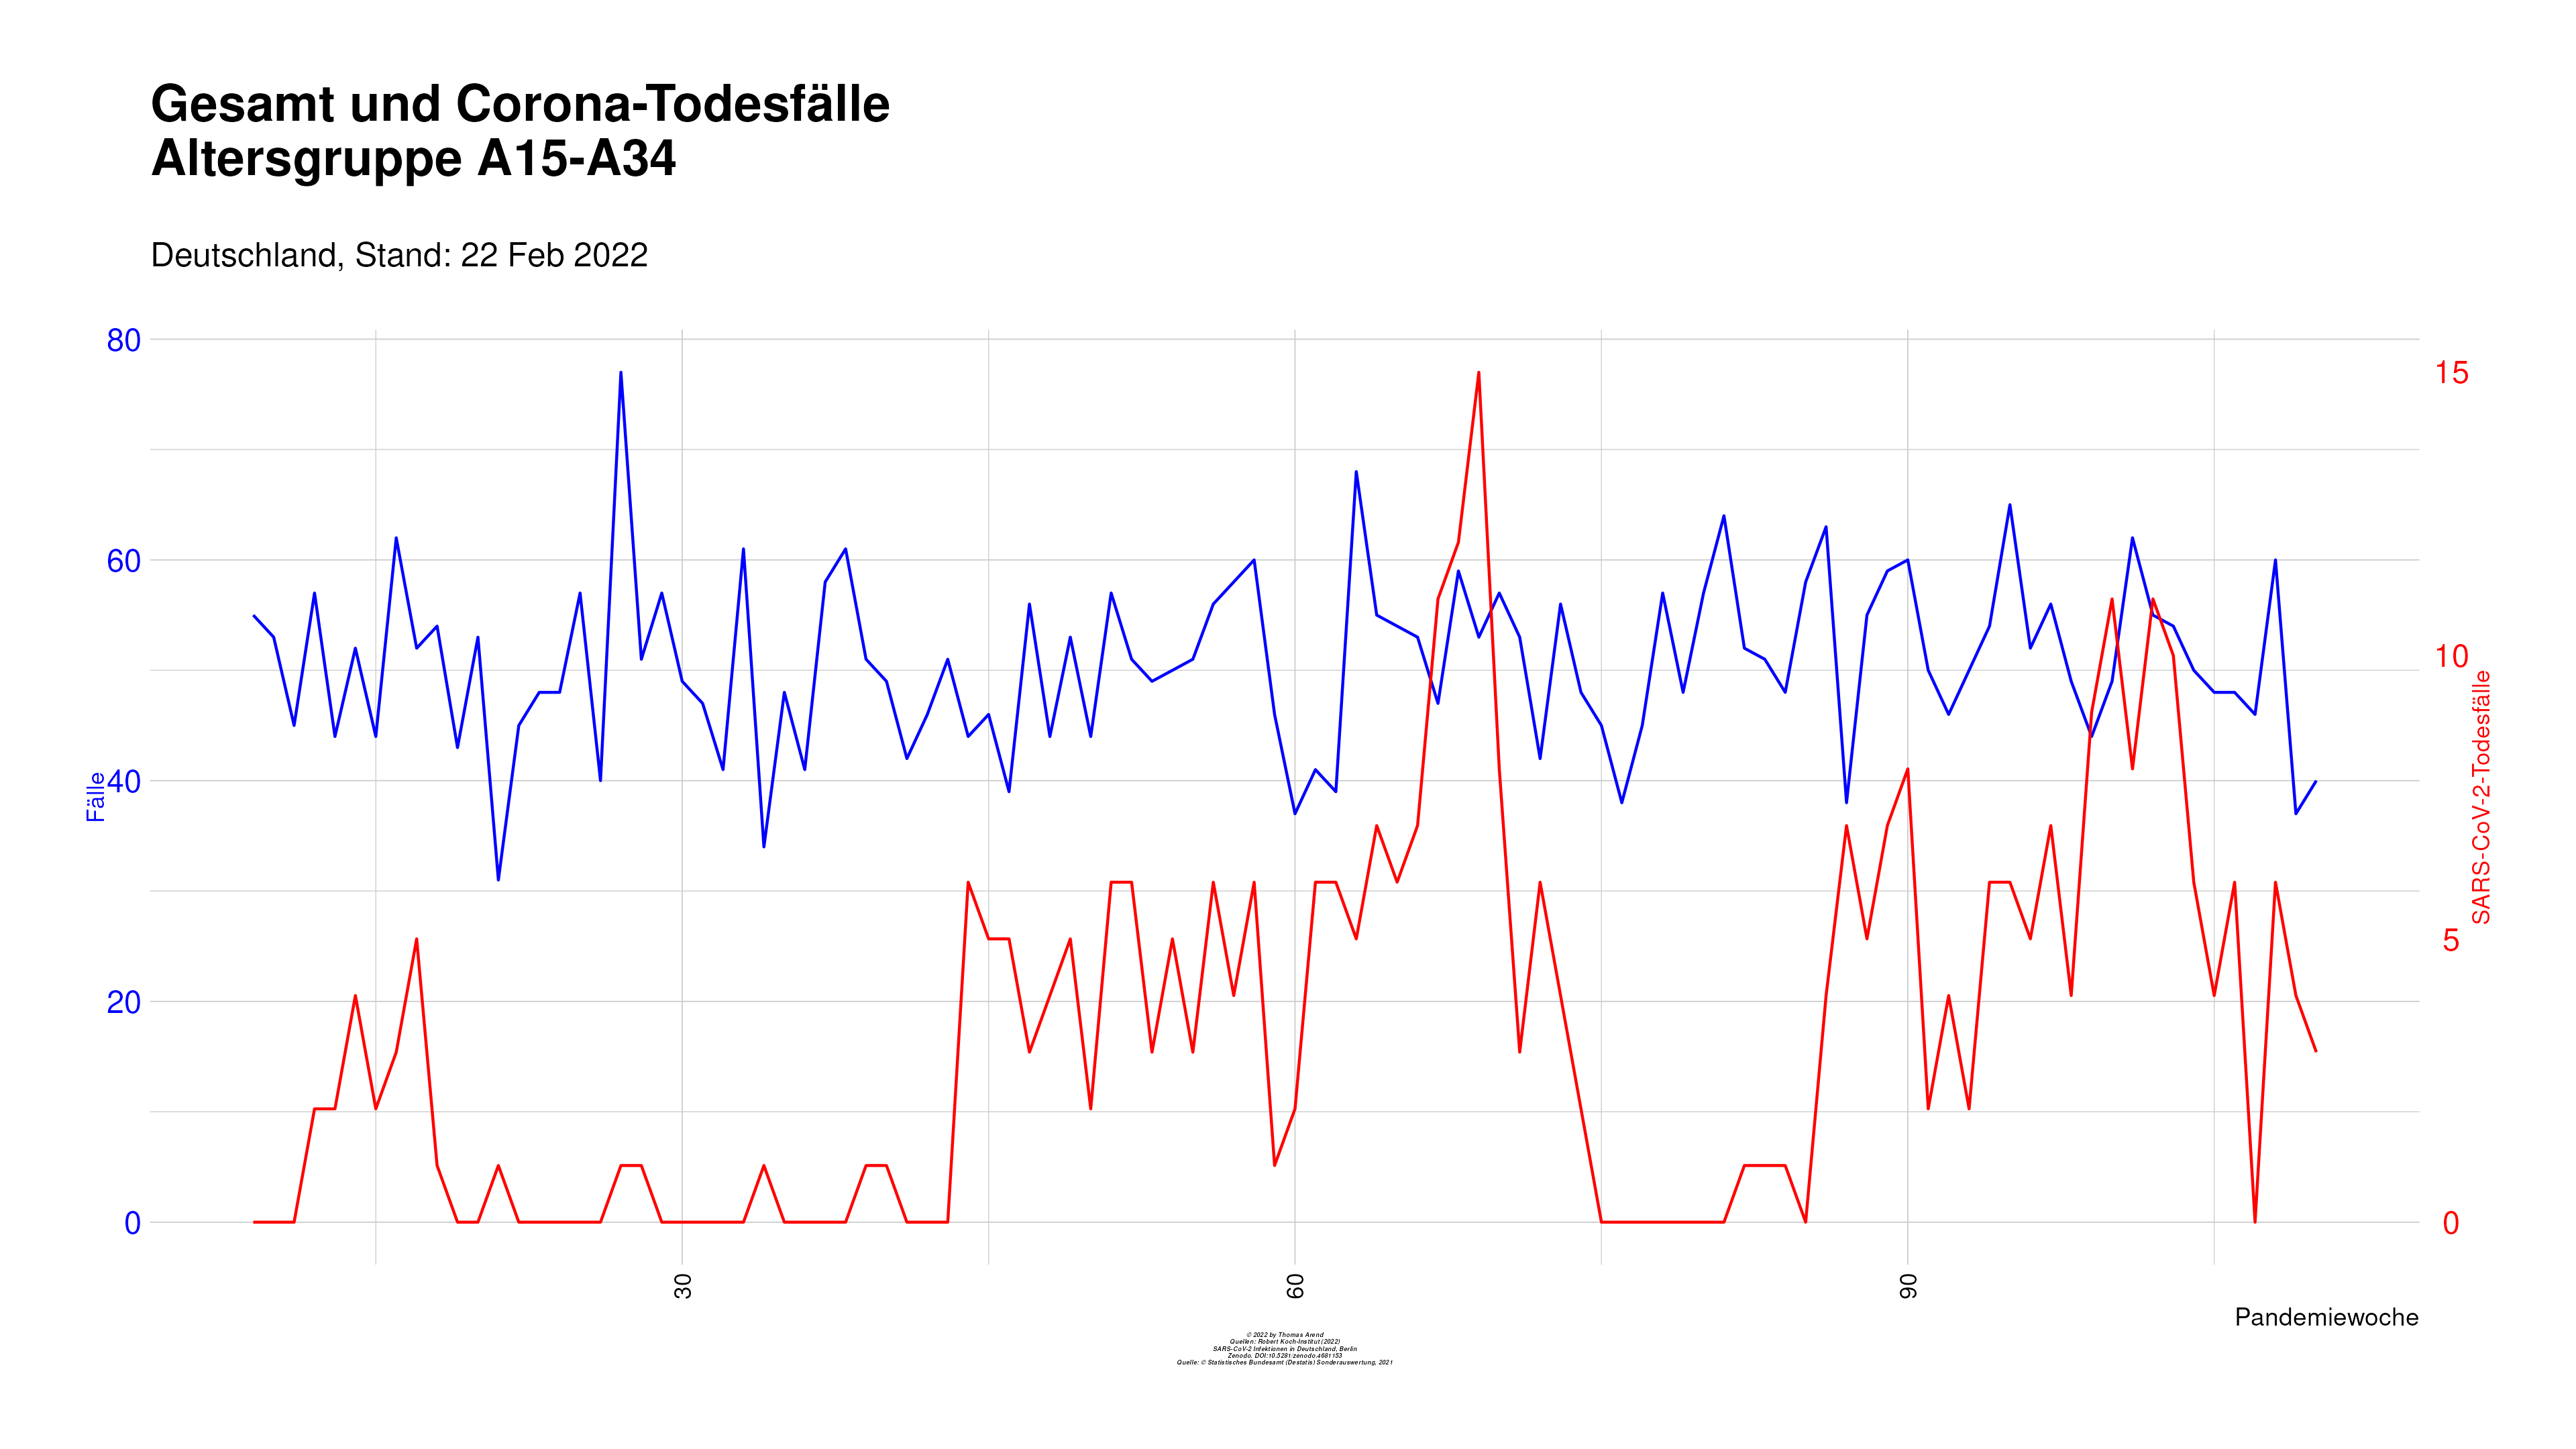 Gesamt und Corona-Todesfälle
Altersgruppe A15-A34
Deutschland, Stand: 22 Feb 2022
80
60
40
20
0
Fälle
15
10
5
0
SARS-CoV-2-Todesfälle
30
60
90
Pandemiewoche
© 2022 by Thomas Arend
Quellen: Robert Koch-Institut (2022)
SARS-CoV-2 Infektionen in Deutschland, Berlin
Zenodo. DOI:10.5281/zenodo.4681153
Quelle: © Statistisches Bundesamt (Destatis) Sonderauswertung, 2021